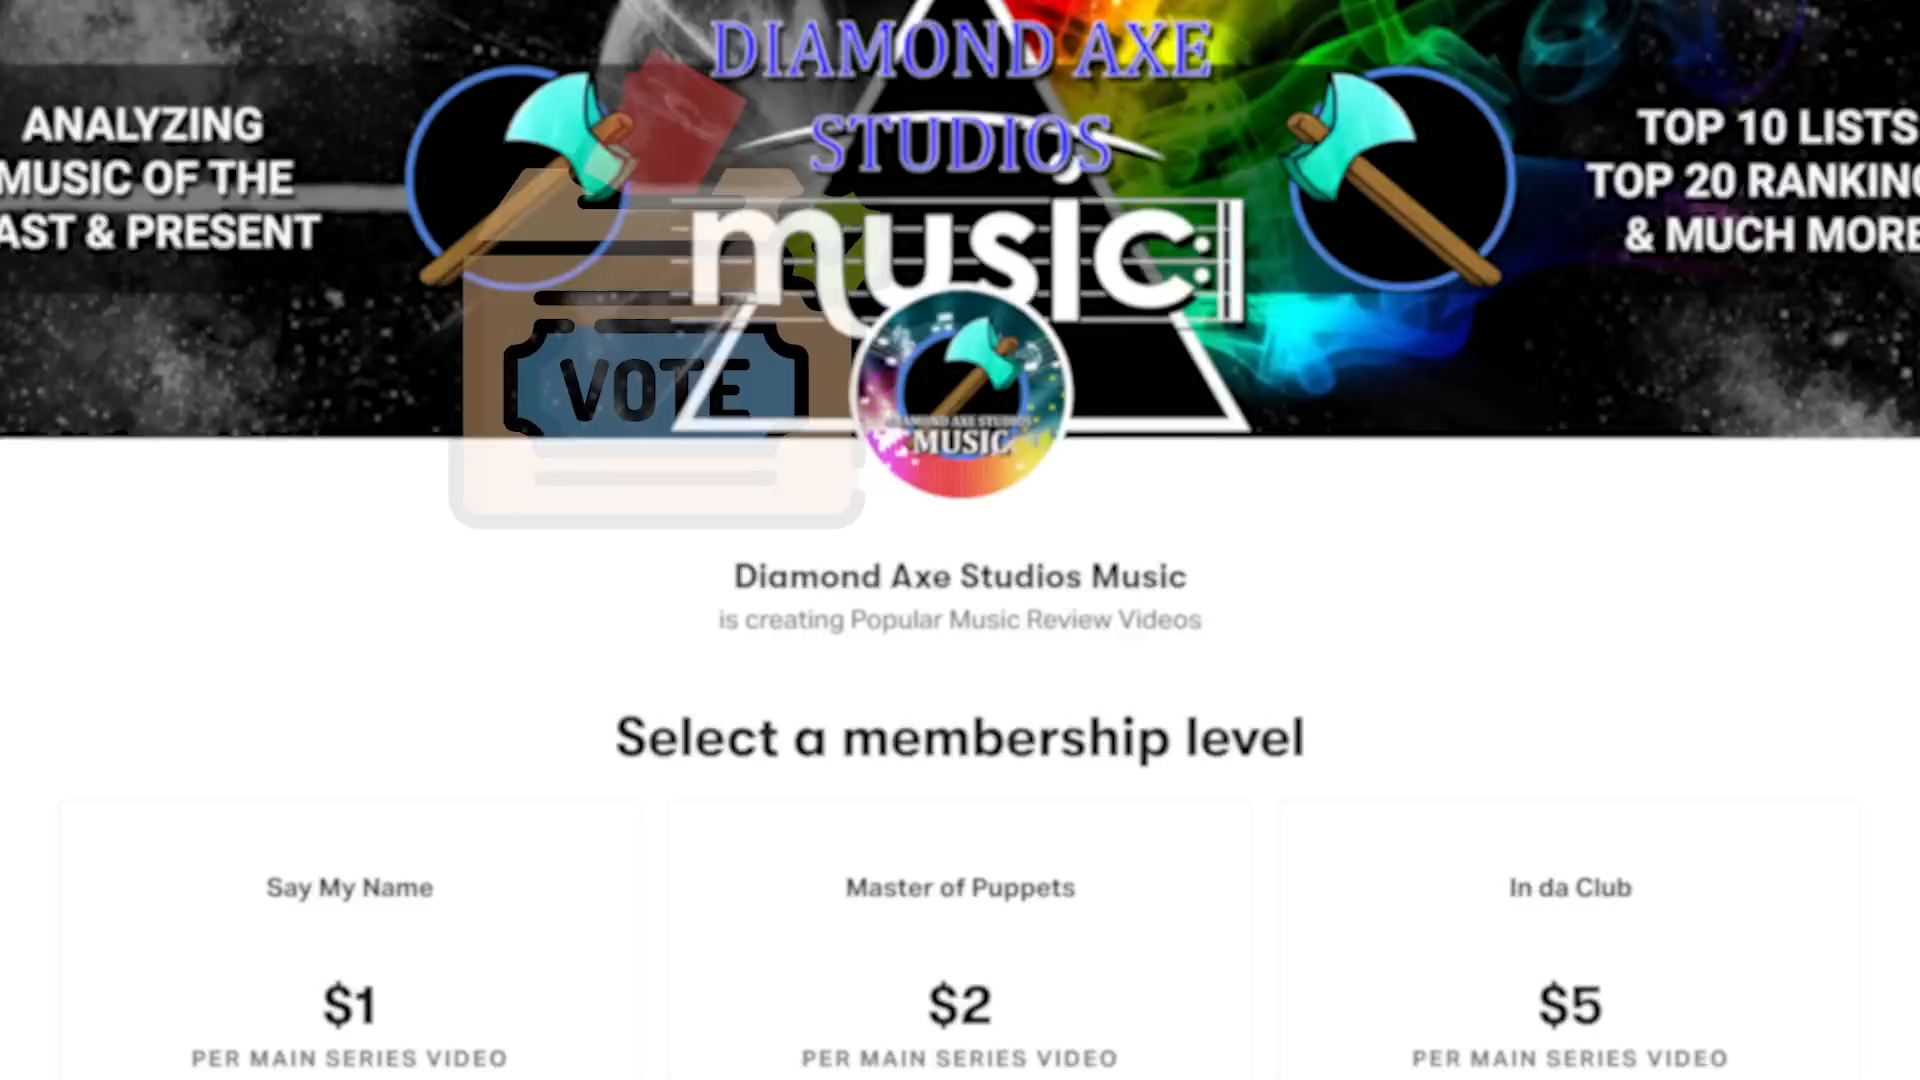 DIAMOND AXE
STUDIOS
music
ANALYZING
MUSIC OF THE
AST & PRESENT
TOP 10 LISTS
TOP 20 RANKING
& MUCH MORE
VOTE
DIAMOND AXE STUDIOS
MUSIC
Diamond Axe Studios Music
is creating Popular Music Review Videos
Select a membership level
Say My Name
$1
PER MAIN SERIES VIDEO
Master of Puppets
$2
PER MAIN SERIES VIDEO
In da Club
$5
PER MAIN SERIES VIDEO